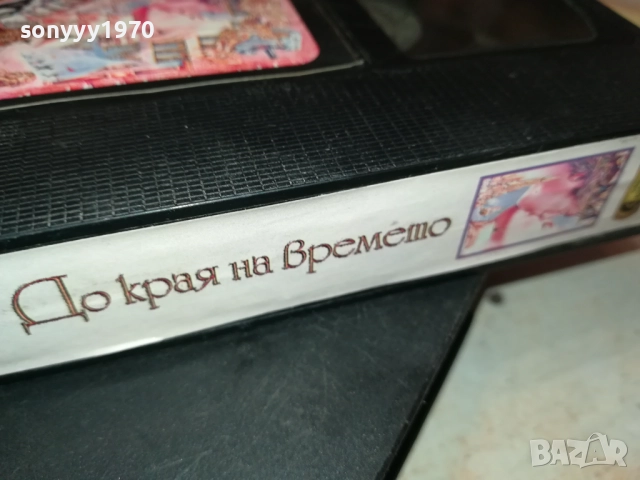 sonyyy1970
До края на времето
BAZAR